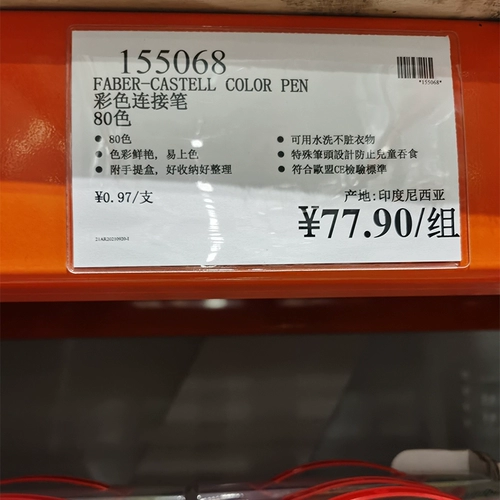 155068
*155068*
FABER-CASTELL COLOR PEN
彩色连接笔
80色
● 80色
● 色彩鲜艳，易上色
● 附手提盒，好收纳好整理
● 可用水洗不脏衣物
● 特殊筆頭設計防止兒童吞食
● 符合歐盟CE檢驗標準
¥0.97/支
产地:印度尼西亚
¥77.90/组